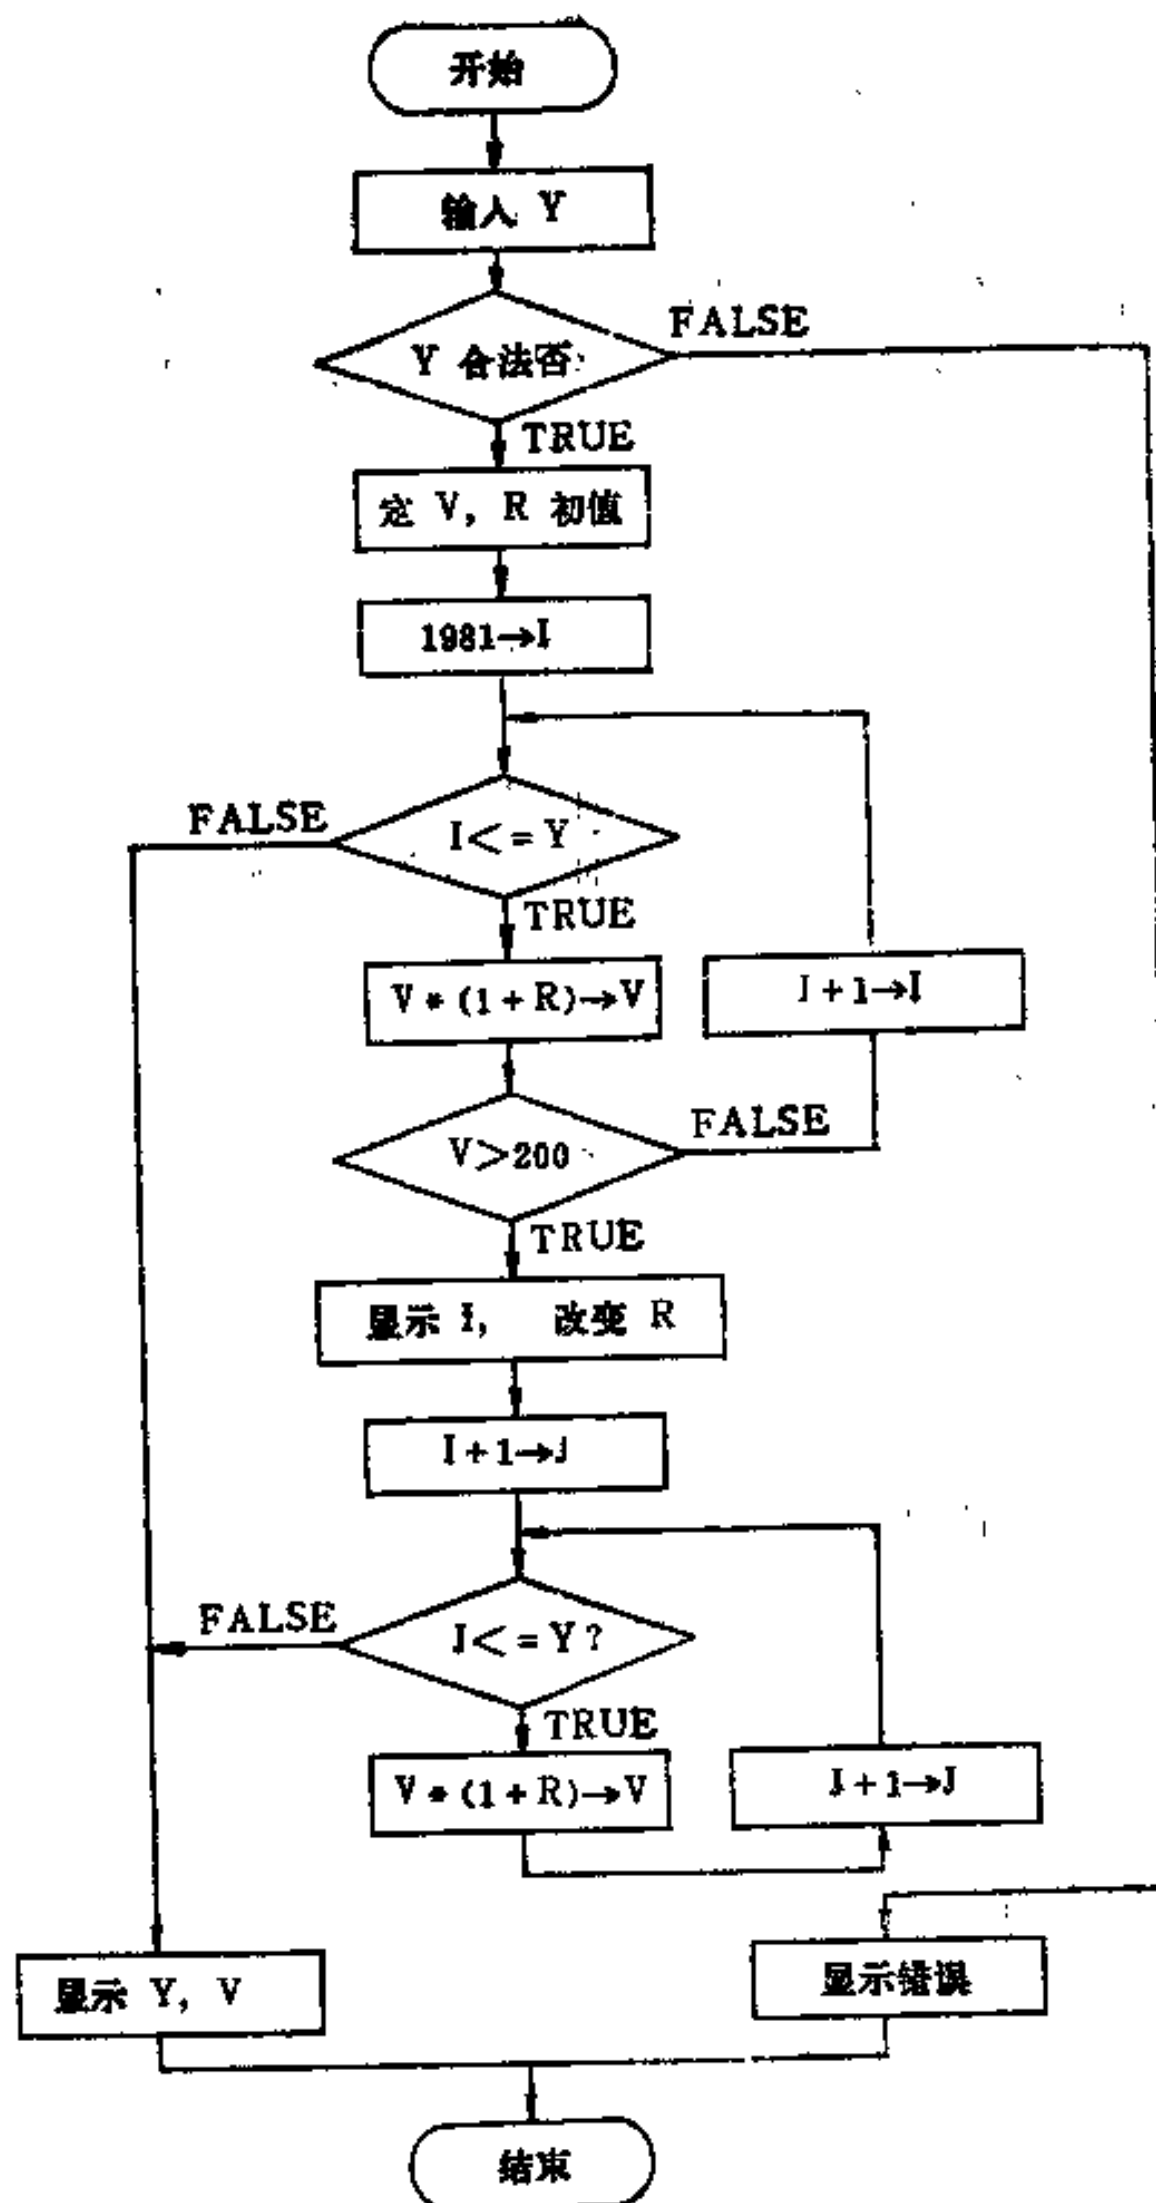 开始
输入 Y
Y 合法否
FALSE
TRUE
定 V, R 初值
1981→I
I<=Y
FALSE
TRUE
V*(1+R)→V
I+1→I
V>200
FALSE
TRUE
显示 I, 改变 R
I+1→J
J<=Y?
FALSE
TRUE
V*(1+R)→V
J+1→J
显示 Y, V
显示错误
结束